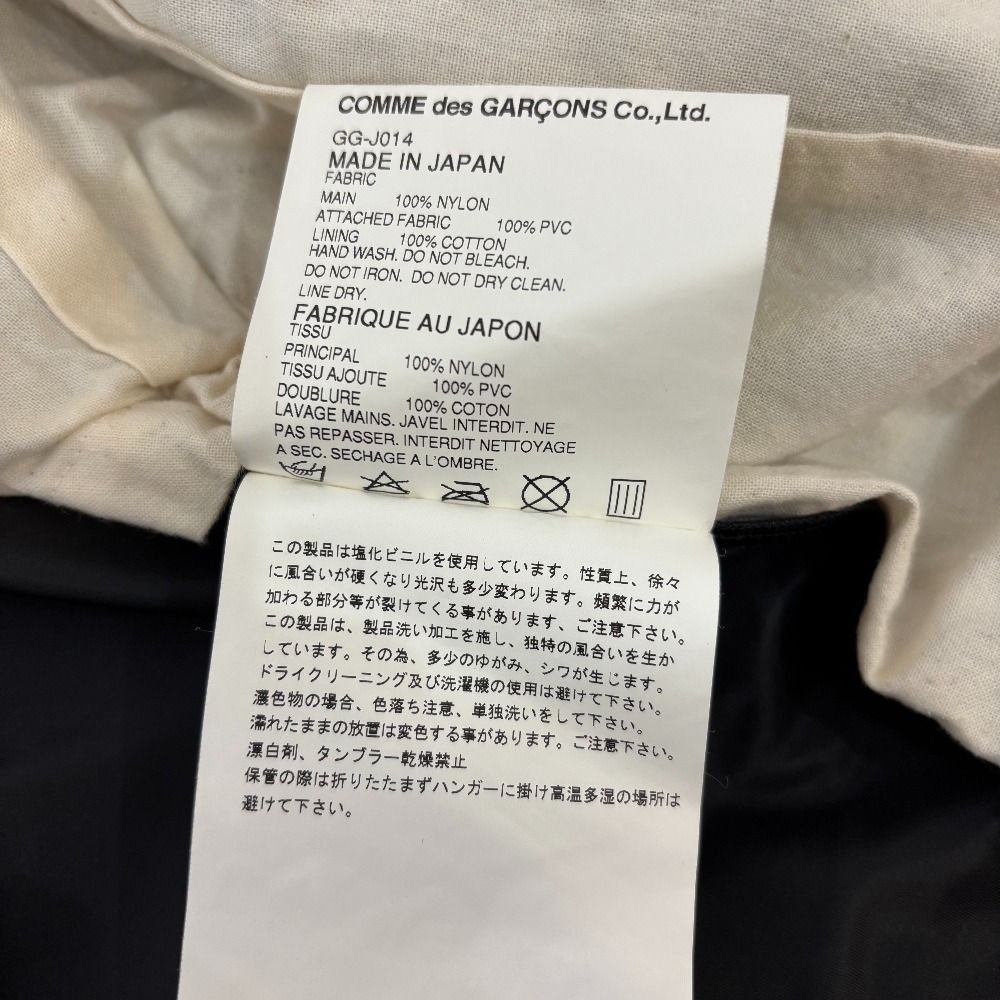 COMME des GARÇONS Co.,Ltd.
GG-J014
MADE IN JAPAN
FABRIC
MAIN 100% NYLON
ATTACHED FABRIC 100% PVC
LINING 100% COTTON
HAND WASH. DO NOT BLEACH.
DO NOT IRON. DO NOT DRY CLEAN.
LINE DRY.
FABRIQUE AU JAPON
TISSU
PRINCIPAL 100% NYLON
TISSU AJOUTE 100% PVC
DOUBLURE 100% COTON
LAVAGE MAINS. JAVEL INTERDIT. NE
PAS REPASSER. INTERDIT NETTOYAGE
A SEC. SECHAGE A L'OMBRE.
この製品は塩化ビニルを使用しています。性質上、徐々
に風合いが硬くなり光沢も多少変わります。頻繁に力が
加わる部分等が裂けてくる事があります、ご注意下さい。
この製品は、製品洗い加工を施し、独特の風合いを生か
しています。その為、多少のゆがみ、シワが生じます。
ドライクリーニング及び洗濯機の使用は避けて下さい。
濃色物の場合、色落ち注意、単独洗いをして下さい。
濡れたままの放置は変色する事があります。ご注意下さい。
漂白剤、タンブラー乾燥禁止
保管の際は折りたたまずハンガーに掛け高温多湿の場所は
避けて下さい。